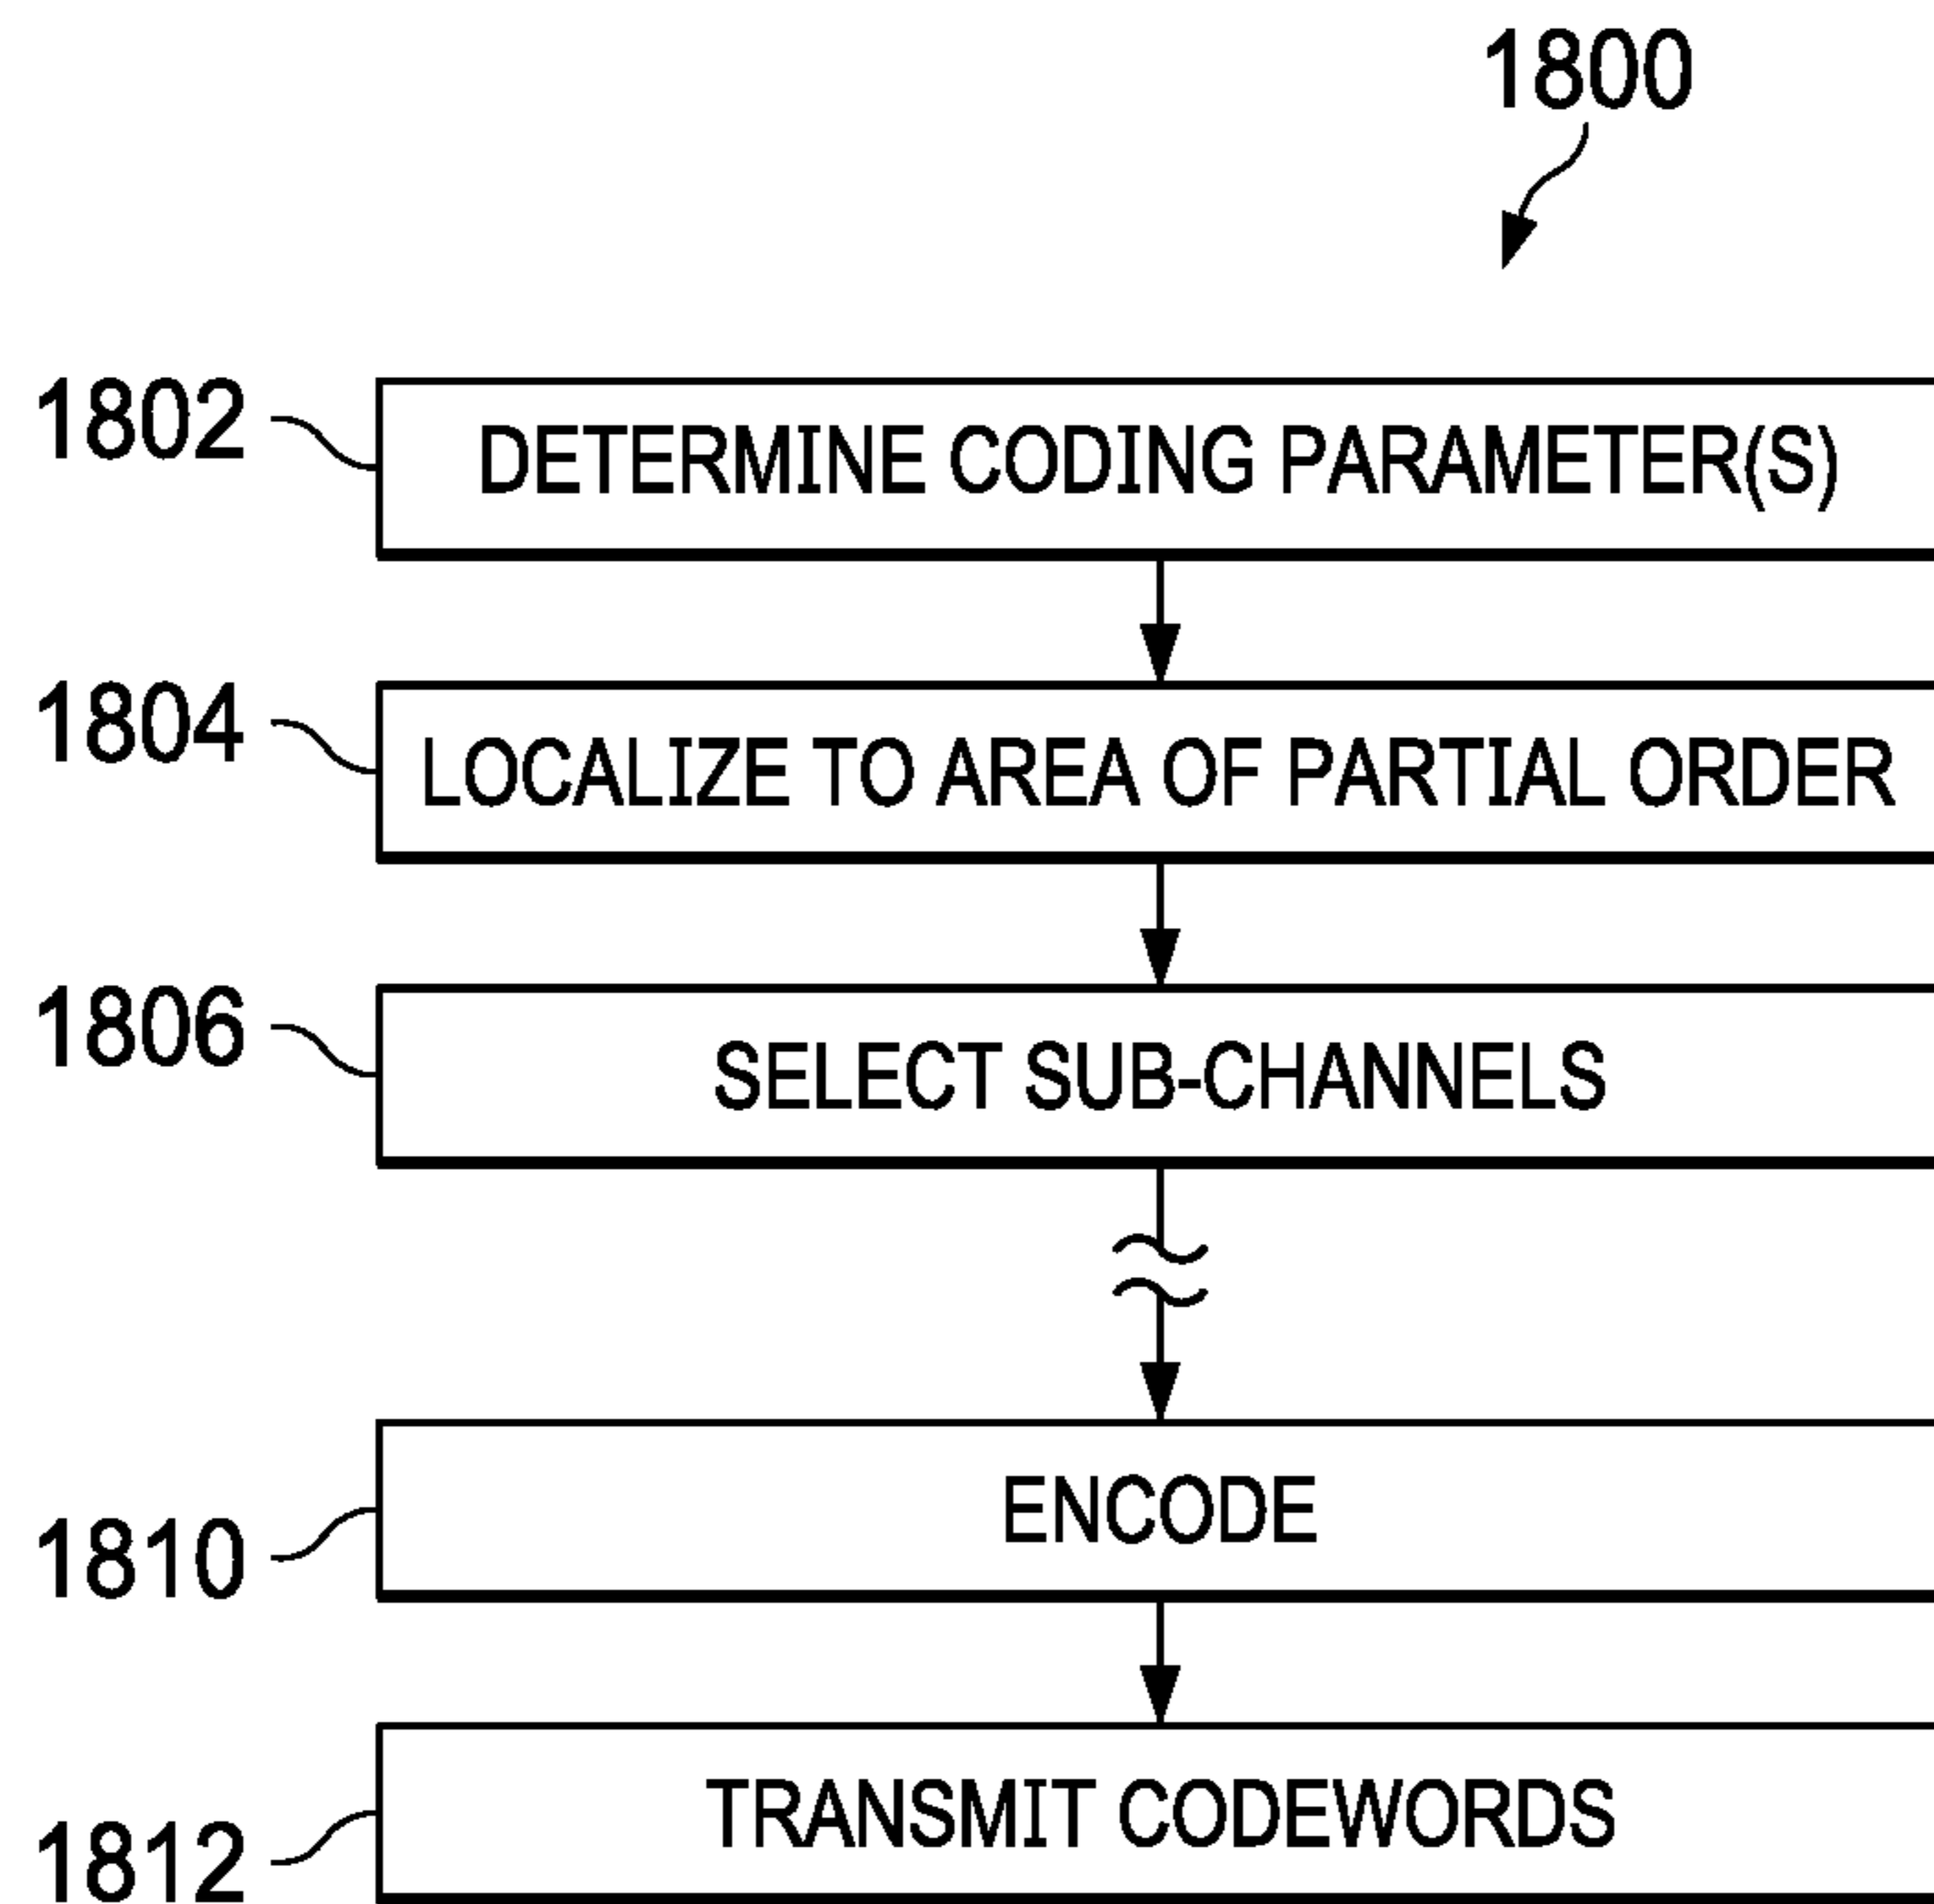 1800
1802
DETERMINE CODING PARAMETER(S)
1804
LOCALIZE TO AREA OF PARTIAL ORDER
1806
SELECT SUB-CHANNELS
ENCODE
1810
TRANSMIT CODEWORDS
1812